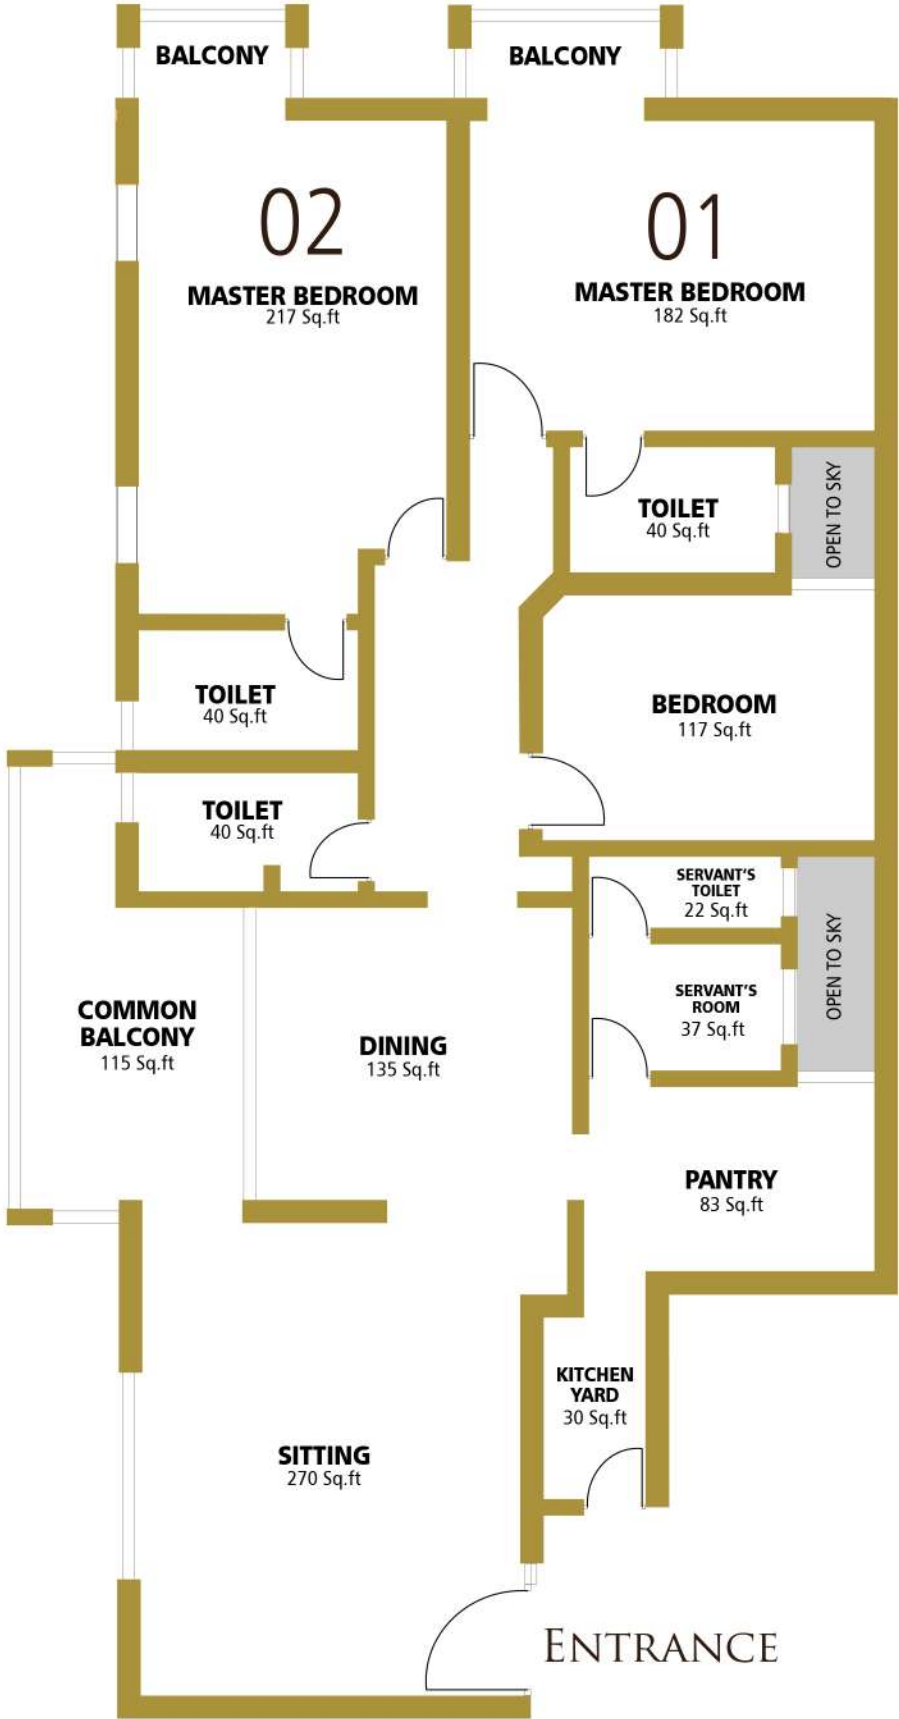 BALCONY
BALCONY
02
MASTER BEDROOM
217 Sq.ft
01
MASTER BEDROOM
182 Sq.ft
TOILET
40 Sq.ft
OPEN TO SKY
TOILET
40 Sq.ft
BEDROOM
117 Sq.ft
TOILET
40 Sq.ft
SERVANT'S
TOILET
22 Sq.ft
OPEN TO SKY
SERVANT'S
ROOM
37 Sq.ft
COMMON
BALCONY
115 Sq.ft
DINING
135 Sq.ft
PANTRY
83 Sq.ft
KITCHEN
YARD
30 Sq.ft
SITTING
270 Sq.ft
ENTRANCE